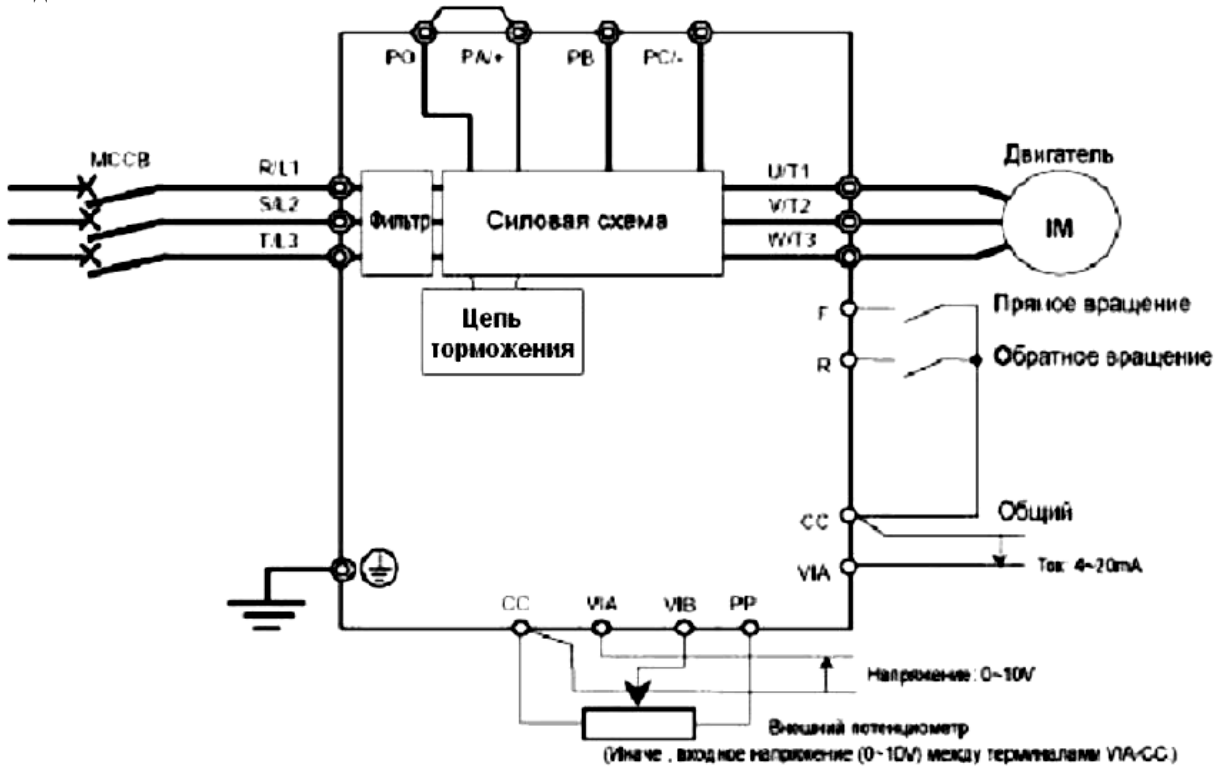 PO PA/+ PB PC/-
MCCB
R/L1
S/L2
T/L3
Фильтр
Силовая схема
U/T1
V/T2
W/T3
Двигатель
IM
Цепь
торможения
F Прямое вращение
R Обратное вращение
CC Общий
VIA Ток: 4~20mA
CC VIA VIB PP
Напряжение: 0~10V
Внешний потенциометр
(Иначе , входное напряжение (0~10V) между терминалами VIA-CC.)